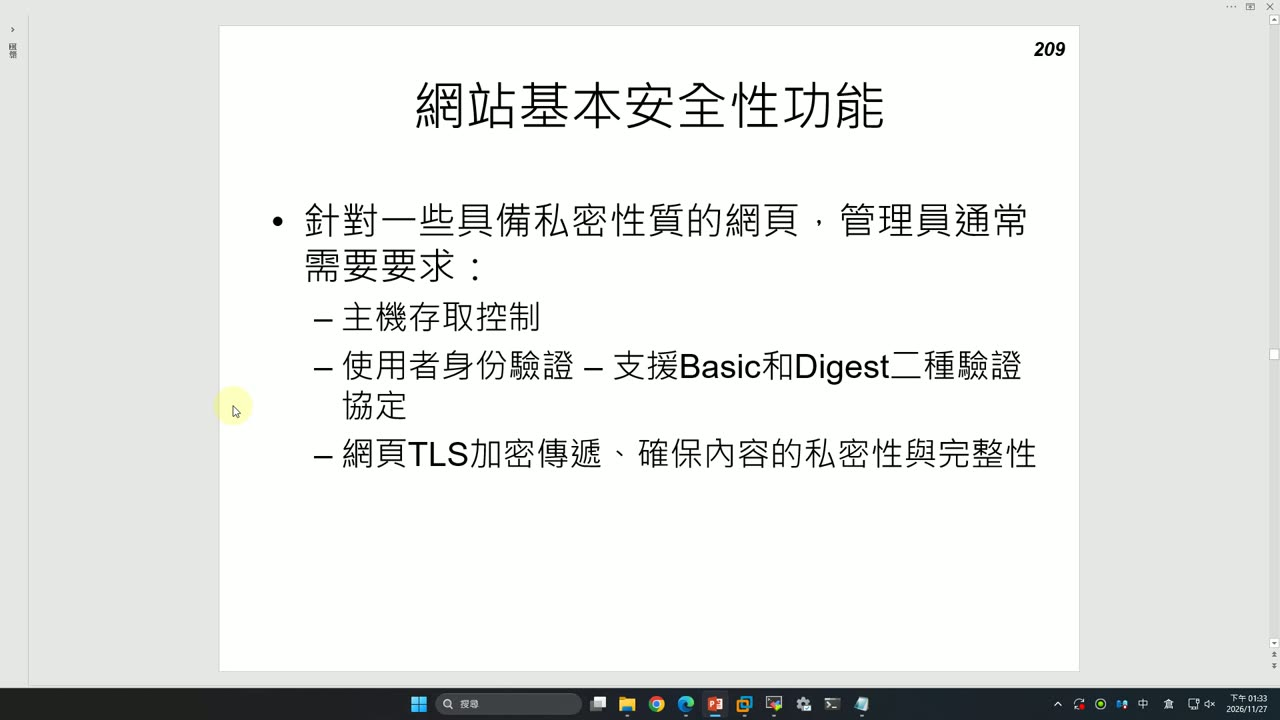 209
網站基本安全性功能
• 針對一些具備私密性質的網頁，管理員通常
需要要求：
– 主機存取控制
– 使用者身份驗證 – 支援Basic和Digest二種驗證
協定
– 網頁TLS加密傳遞、確保內容的私密性與完整性
搜尋
中
下午 01:33
2026/11/27